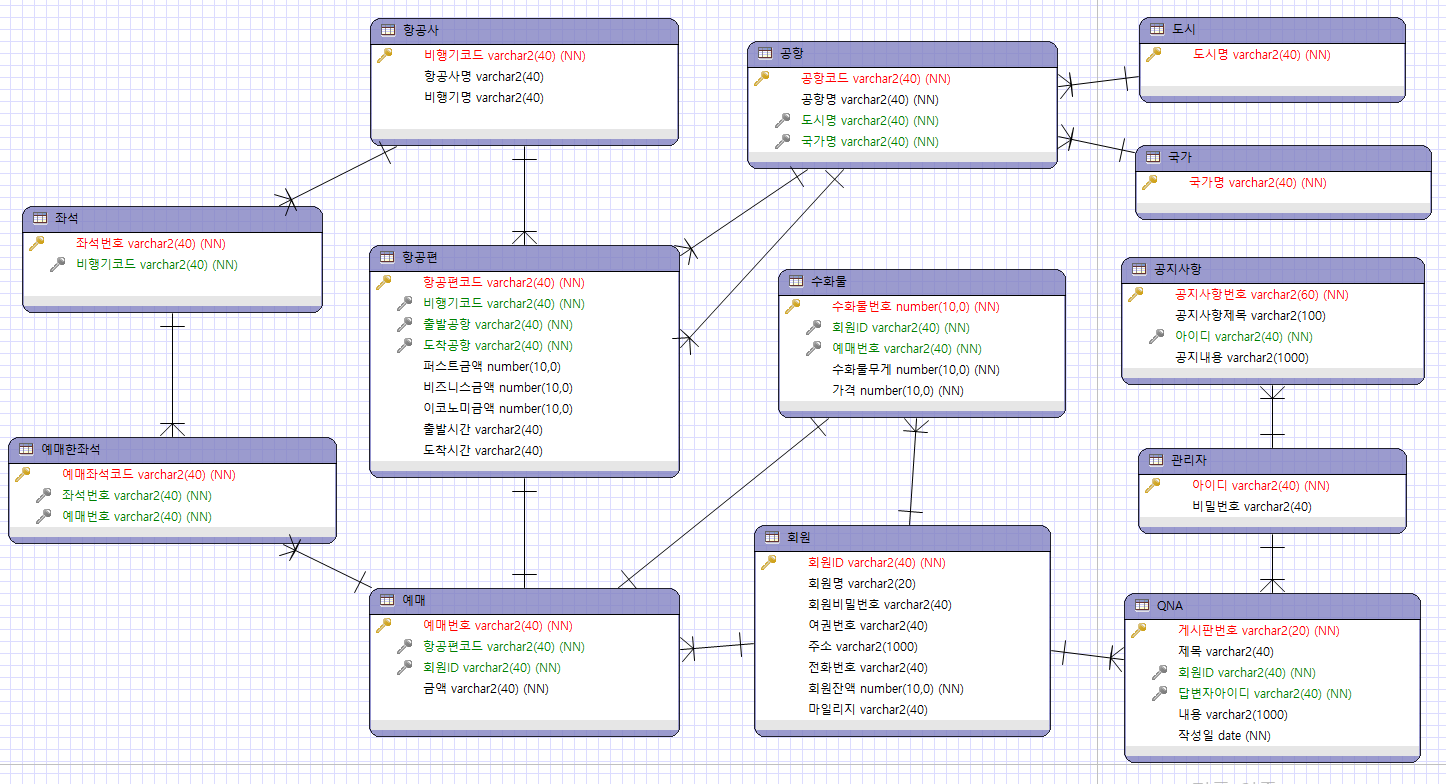 항공사
비행기코드 varchar2(40) (NN)
항공사명 varchar2(40)
비행기명 varchar2(40)
공항
공항코드 varchar2(40) (NN)
공항명 varchar2(40) (NN)
도시명 varchar2(40) (NN)
국가명 varchar2(40) (NN)
도시
도시명 varchar2(40) (NN)
국가
국가명 varchar2(40) (NN)
좌석
좌석번호 varchar2(40) (NN)
비행기코드 varchar2(40) (NN)
항공편
항공편코드 varchar2(40) (NN)
비행기코드 varchar2(40) (NN)
출발공항 varchar2(40) (NN)
도착공항 varchar2(40) (NN)
퍼스트금액 number(10,0)
비즈니스금액 number(10,0)
이코노미금액 number(10,0)
출발시간 varchar2(40)
도착시간 varchar2(40)
수화물
수화물번호 number(10,0) (NN)
회원ID varchar2(40) (NN)
예매번호 varchar2(40) (NN)
수화물무게 number(10,0) (NN)
가격 number(10,0) (NN)
공지사항
공지사항번호 varchar2(60) (NN)
공지사항제목 varchar2(100)
아이디 varchar2(40) (NN)
공지내용 varchar2(1000)
예매한좌석
예매좌석코드 varchar2(40) (NN)
좌석번호 varchar2(40) (NN)
예매번호 varchar2(40) (NN)
관리자
아이디 varchar2(40) (NN)
비밀번호 varchar2(40)
예매
예매번호 varchar2(40) (NN)
항공편코드 varchar2(40) (NN)
회원ID varchar2(40) (NN)
금액 varchar2(40) (NN)
회원
회원ID varchar2(40) (NN)
회원명 varchar2(20)
회원비밀번호 varchar2(40)
여권번호 varchar2(40)
주소 varchar2(1000)
전화번호 varchar2(40)
회원잔액 number(10,0) (NN)
마일리지 varchar2(40)
QNA
게시판번호 varchar2(20) (NN)
제목 varchar2(40)
회원ID varchar2(40) (NN)
답변자아이디 varchar2(40) (NN)
내용 varchar2(1000)
작성일 date (NN)